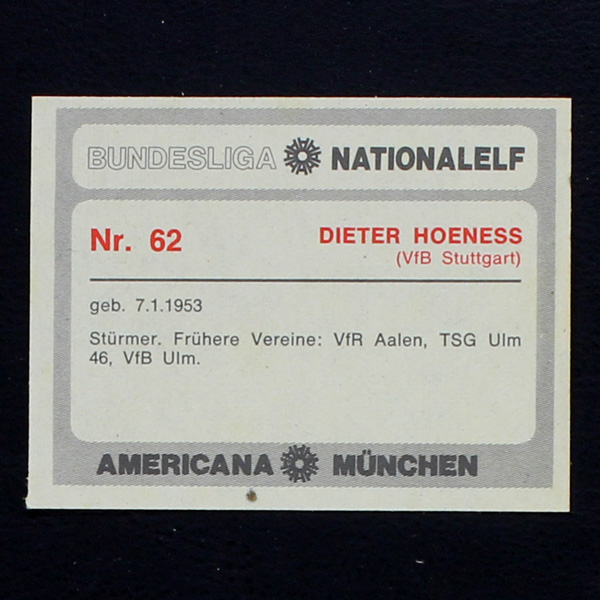 BUNDESLIGA NATIONALELF
Nr. 62 DIETER HOENESS
(VfB Stuttgart)
geb. 7.1.1953
Stürmer. Frühere Vereine: VfR Aalen, TSG Ulm
46, VfB Ulm.
AMERICANA MÜNCHEN